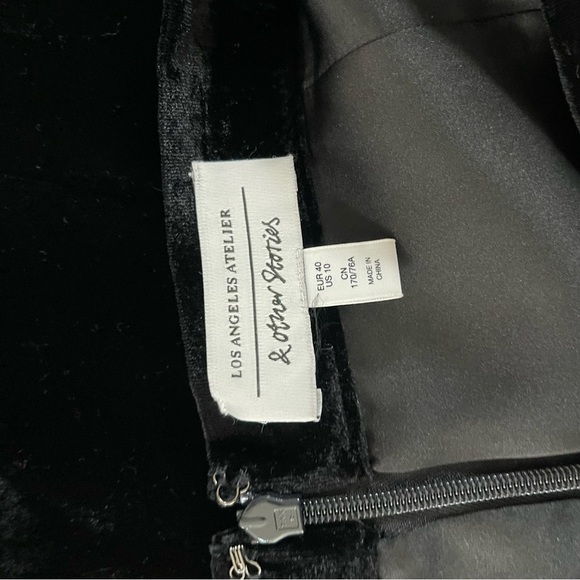 LOS ANGELES ATELIER
& other Stories
EUR 40
US 10
CN
170/76A
MADE IN
CHINA